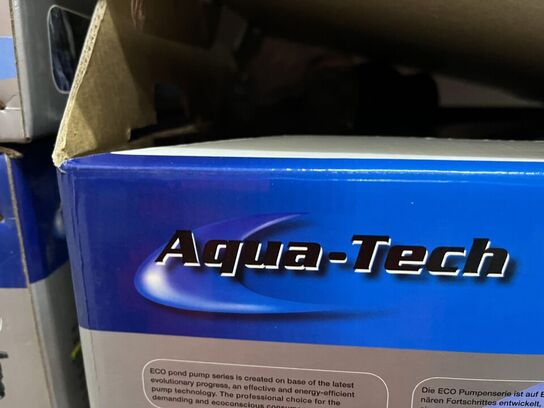 Aqua-Tech
ECO pond pump series is created on base of the latest
evolutionary progress, an effective and energy-efficient
pump technology. The professional choice for the
demanding and ecoconscious
Die ECO Pumpenserie ist auf
nären Fortschrittes entwickelt,